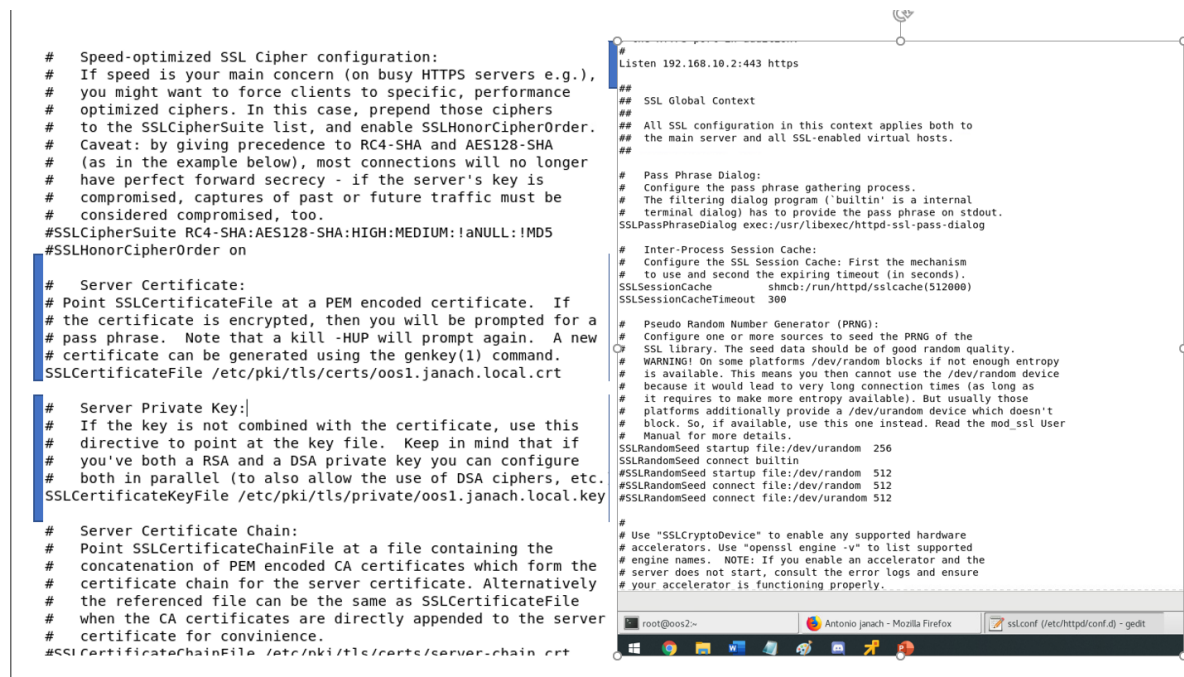 #   Speed-optimized SSL Cipher configuration:
#   If speed is your main concern (on busy HTTPS servers e.g.),
#   you might want to force clients to specific, performance
#   optimized ciphers. In this case, prepend those ciphers
#   to the SSLCipherSuite list, and enable SSLHonorCipherOrder.
#   Caveat: by giving precedence to RC4-SHA and AES128-SHA
#   (as in the example below), most connections will no longer
#   have perfect forward secrecy - if the server's key is
#   compromised, captures of past or future traffic must be
#   considered compromised, too.
#SSLCipherSuite RC4-SHA:AES128-SHA:HIGH:MEDIUM:!aNULL:!MD5
#SSLHonorCipherOrder on
#   Server Certificate:
# Point SSLCertificateFile at a PEM encoded certificate.  If
# the certificate is encrypted, then you will be prompted for a
# pass phrase.  Note that a kill -HUP will prompt again.  A new
# certificate can be generated using the genkey(1) command.
SSLCertificateFile /etc/pki/tls/certs/oos1.janach.local.crt
#   Server Private Key:
#   If the key is not combined with the certificate, use this
#   directive to point at the key file.  Keep in mind that if
#   you've both a RSA and a DSA private key you can configure
#   both in parallel (to also allow the use of DSA ciphers, etc.
SSLCertificateKeyFile /etc/pki/tls/private/oos1.janach.local.key
#   Server Certificate Chain:
#   Point SSLCertificateChainFile at a file containing the
#   concatenation of PEM encoded CA certificates which form the
#   certificate chain for the server certificate. Alternatively
#   the referenced file can be the same as SSLCertificateFile
#   when the CA certificates are directly appended to the server
#   certificate for convinience.
#SSLCertificateChainFile /etc/pki/tls/certs/server-chain.crt
#
Listen 192.168.10.2:443 https
##
##  SSL Global Context
##
##  All SSL configuration in this context applies both to
##  the main server and all SSL-enabled virtual hosts.
##
#   Pass Phrase Dialog:
#   Configure the pass phrase gathering process.
#   The filtering dialog program (`builtin' is a internal
#   terminal dialog) has to provide the pass phrase on stdout.
SSLPassPhraseDialog exec:/usr/libexec/httpd-ssl-pass-dialog
#   Inter-Process Session Cache:
#   Configure the SSL Session Cache: First the mechanism
#   to use and second the expiring timeout (in seconds).
SSLSessionCache         shmcb:/run/httpd/sslcache(512000)
SSLSessionCacheTimeout  300
#   Pseudo Random Number Generator (PRNG):
#   Configure one or more sources to seed the PRNG of the
#   SSL library. The seed data should be of good random quality.
#   WARNING! On some platforms /dev/random blocks if not enough entropy
#   is available. This means you then cannot use the /dev/random device
#   because it would lead to very long connection times (as long as
#   it requires to make more entropy available). But usually those
#   platforms additionally provide a /dev/urandom device which doesn't
#   block. So, if available, use this one instead. Read the mod_ssl User
#   Manual for more details.
SSLRandomSeed startup file:/dev/urandom  256
SSLRandomSeed connect builtin
#SSLRandomSeed startup file:/dev/random  512
#SSLRandomSeed connect file:/dev/random  512
#SSLRandomSeed connect file:/dev/urandom 512
#
# Use "SSLCryptoDevice" to enable any supported hardware
# accelerators. Use "openssl engine -v" to list supported
# engine names.  NOTE: If you enable an accelerator and the
# server does not start, consult the error logs and ensure
# your accelerator is functioning properly.
root@oos2:~
Antonio janach - Mozilla Firefox
ssl.conf (/etc/httpd/conf.d) - gedit